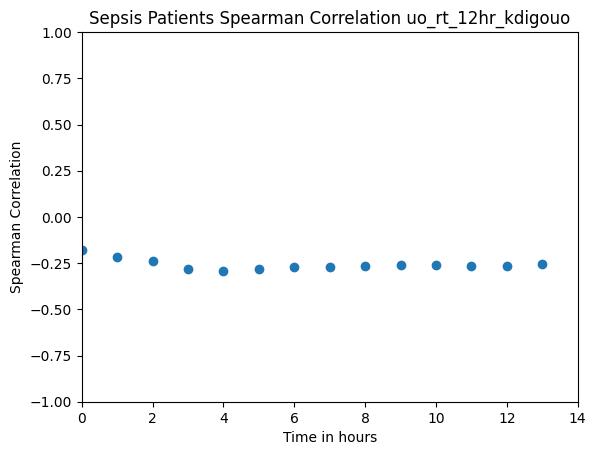 Sepsis Patients Spearman Correlation uo_rt_12hr_kdigouo
1.00
0.75
0.50
0.25
0.00
−0.25
−0.50
−0.75
−1.00
Spearman Correlation
0 2 4 6 8 10 12 14
Time in hours